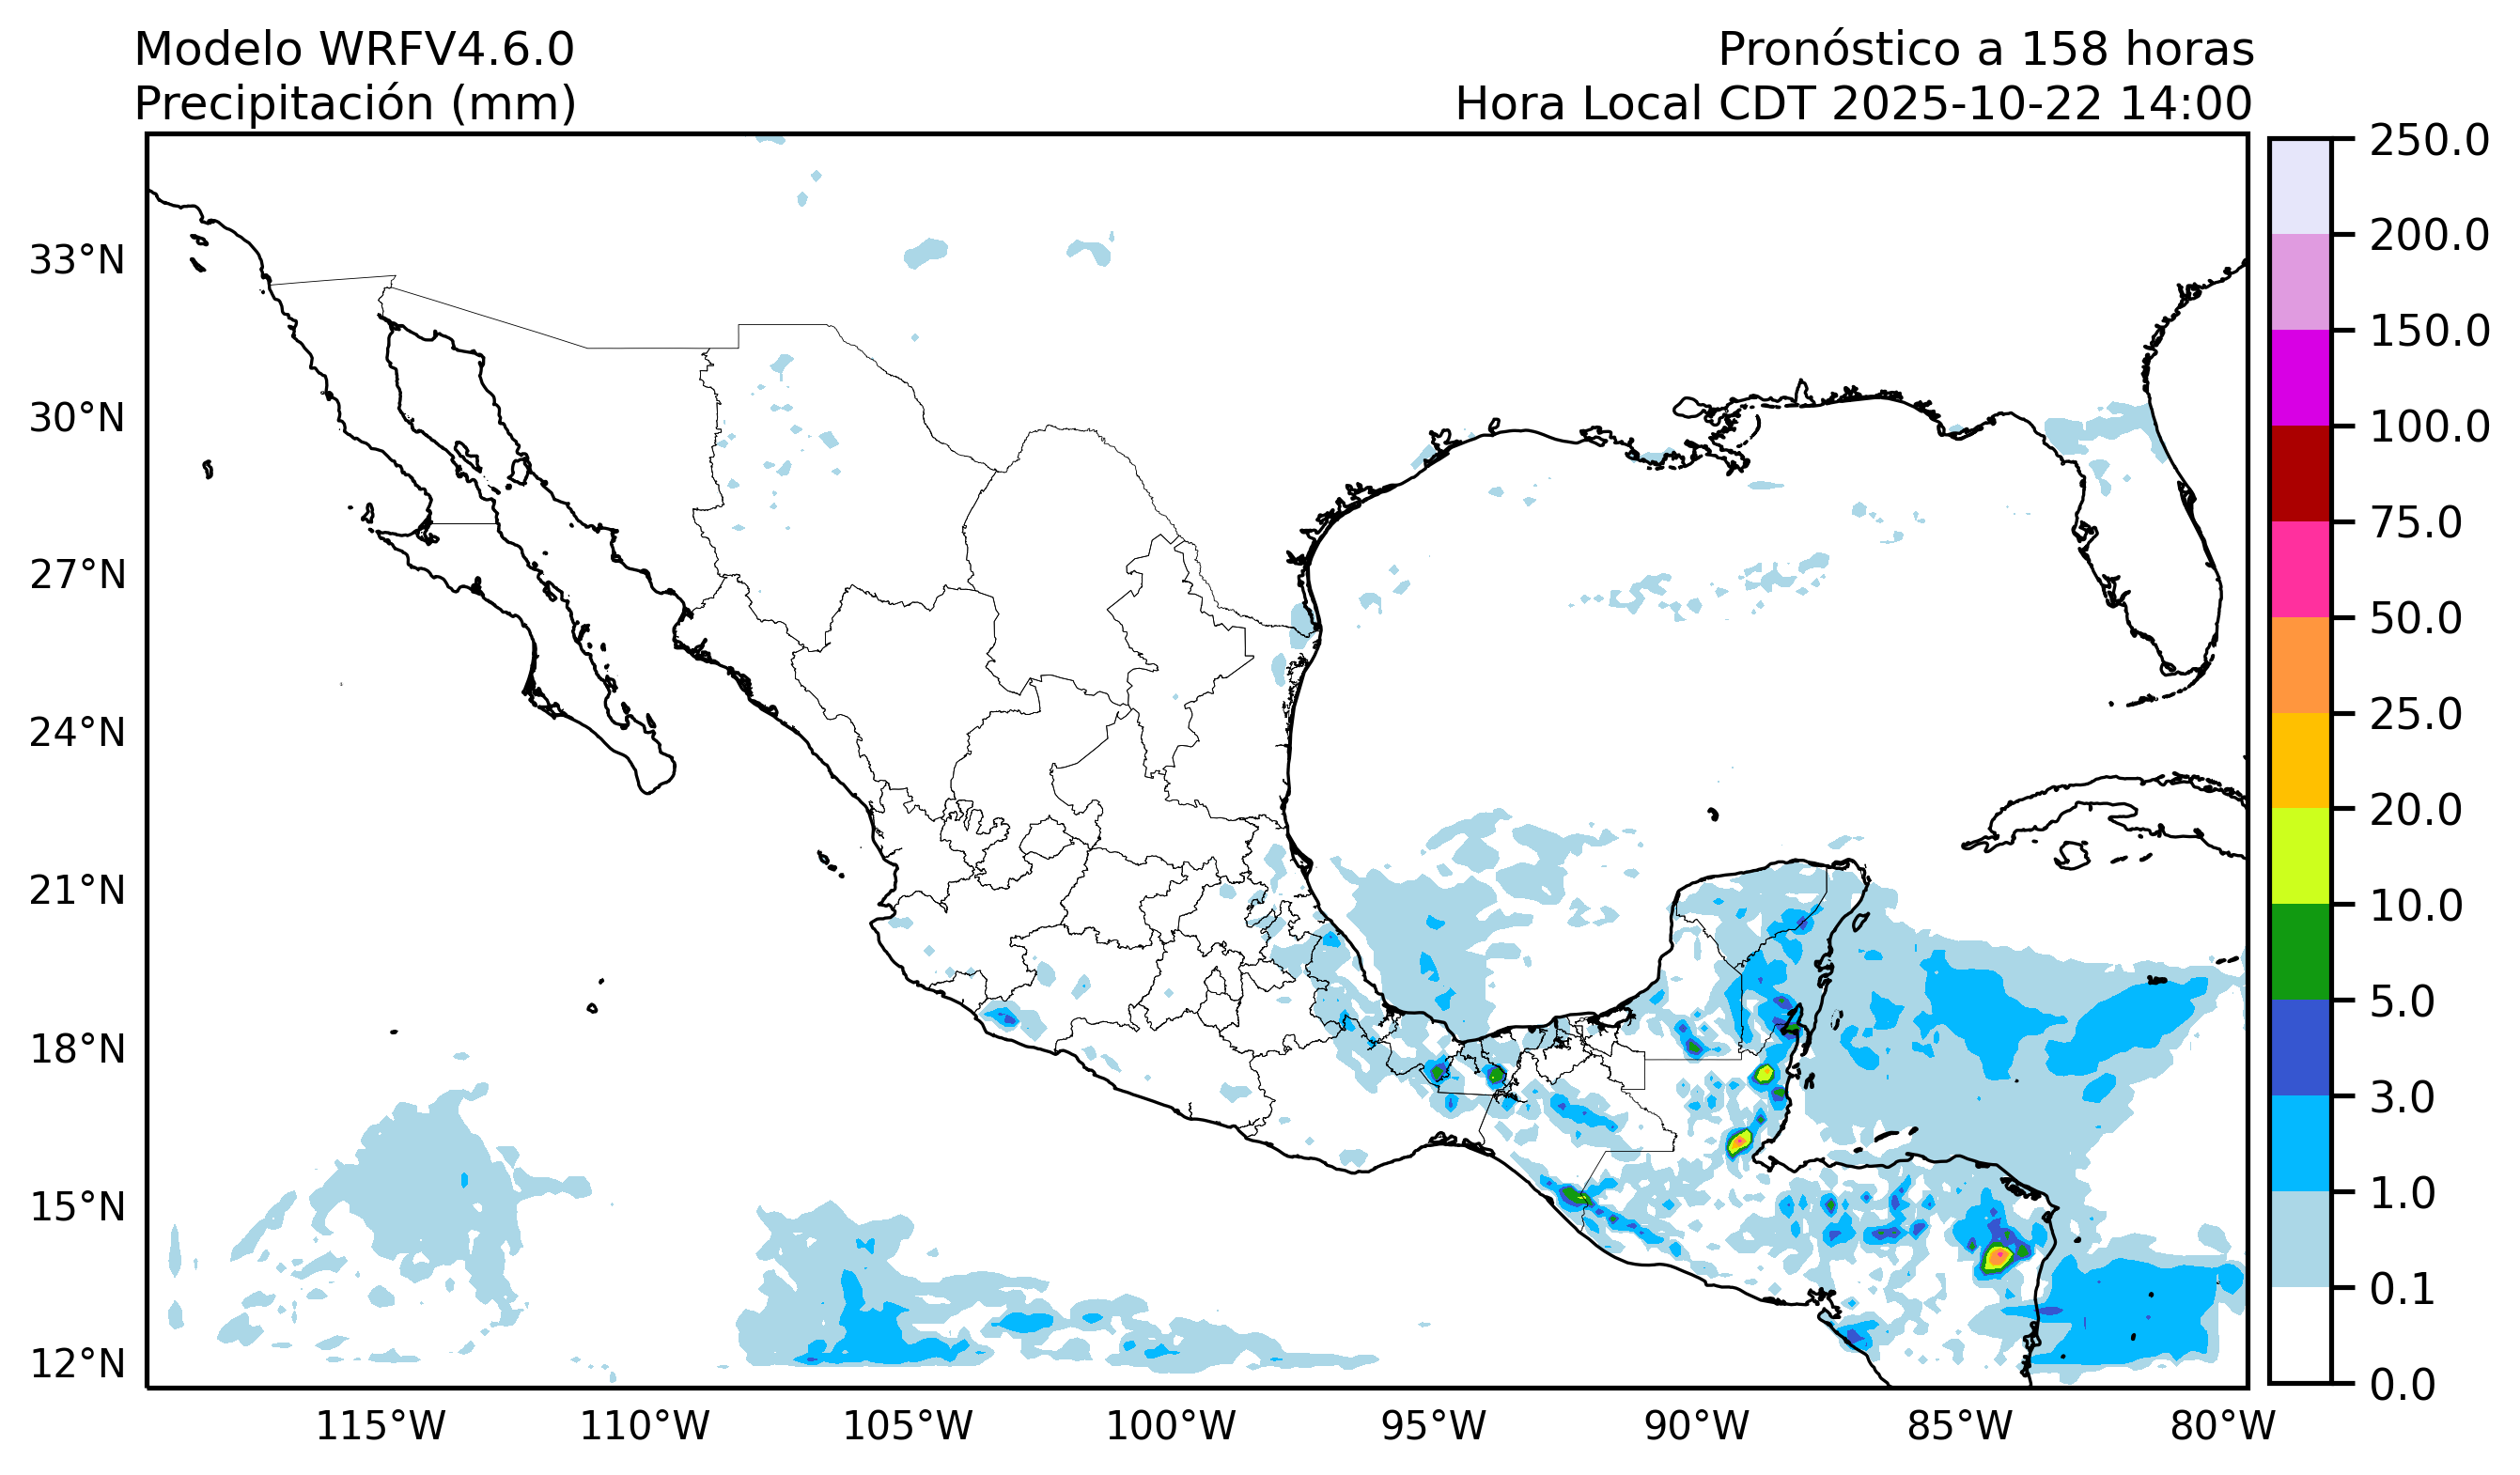 Modelo WRFV4.6.0
Precipitación (mm)
Pronóstico a 158 horas
Hora Local CDT 2025-10-22 14:00
33°N
30°N
27°N
24°N
21°N
18°N
15°N
12°N
115°W
110°W
105°W
100°W
95°W
90°W
85°W
80°W
250.0
200.0
150.0
100.0
75.0
50.0
25.0
20.0
10.0
5.0
3.0
1.0
0.1
0.0